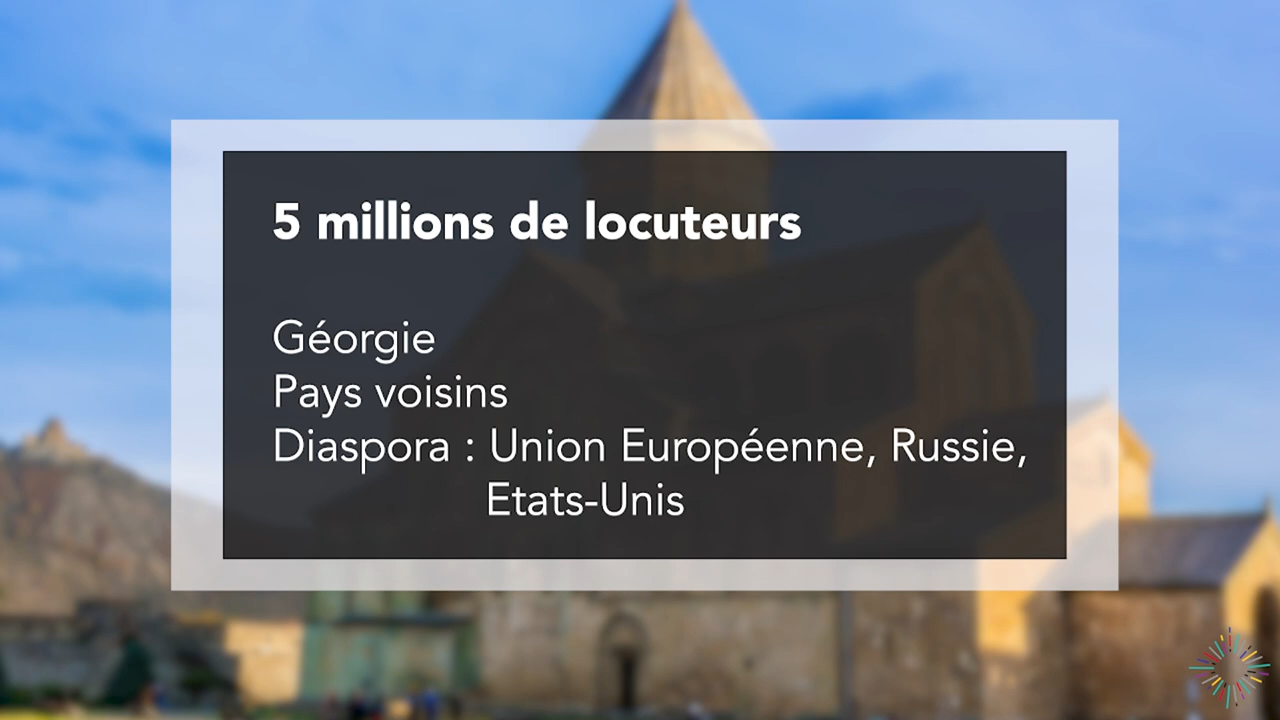 5 millions de locuteurs
Géorgie
Pays voisins
Diaspora : Union Européenne, Russie,
Etats-Unis